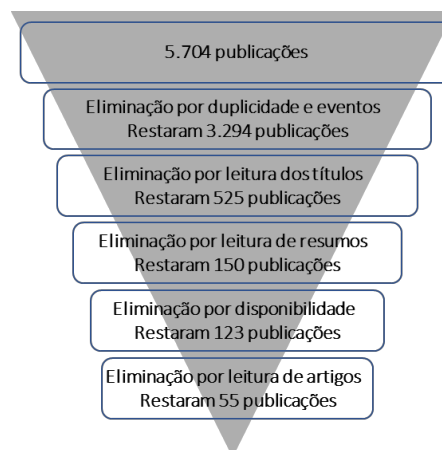 5.704 publicações
Eliminação por duplicidade e eventos
Restaram 3.294 publicações
Eliminação por leitura dos títulos
Restaram 525 publicações
Eliminação por leitura de resumos
Restaram 150 publicações
Eliminação por disponibilidade
Restaram 123 publicações
Eliminação por leitura de artigos
Restaram 55 publicações